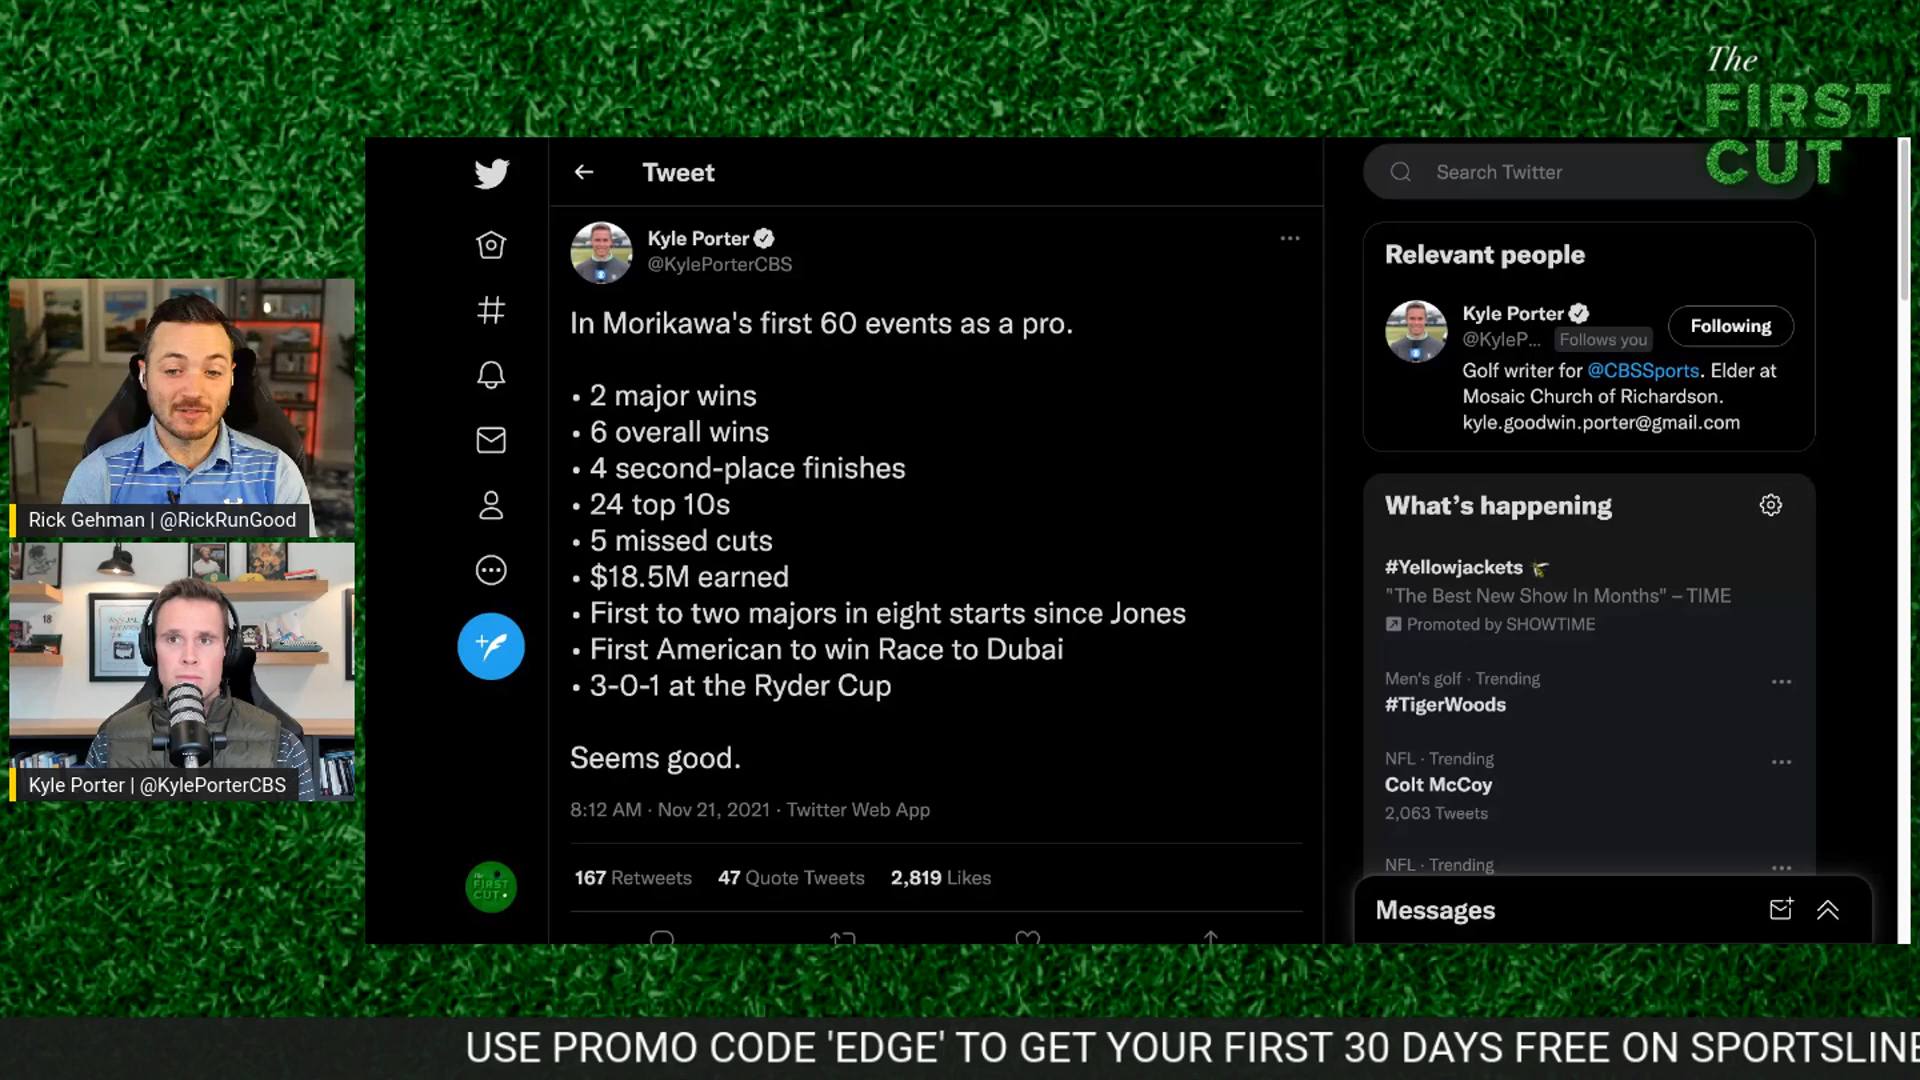 The
FIRST
CUT
Tweet
Search Twitter
Kyle Porter
@KylePorterCBS
In Morikawa's first 60 events as a pro.
• 2 major wins
• 6 overall wins
• 4 second-place finishes
• 24 top 10s
• 5 missed cuts
• $18.5M earned
• First to two majors in eight starts since Jones
• First American to win Race to Dubai
• 3-0-1 at the Ryder Cup
Seems good.
8:12 AM · Nov 21, 2021 · Twitter Web App
167 Retweets 47 Quote Tweets 2,819 Likes
Relevant people
Kyle Porter
@KyleP... Follows you
Following
Golf writer for @CBSSports. Elder at
Mosaic Church of Richardson.
kyle.goodwin.porter@gmail.com
What's happening
#Yellowjackets
"The Best New Show In Months" – TIME
Promoted by SHOWTIME
Men's golf · Trending
#TigerWoods
NFL · Trending
Colt McCoy
2,063 Tweets
NFL · Trending
Messages
Rick Gehman | @RickRunGood
Kyle Porter | @KylePorterCBS
FIRST
CUT
18
USE PROMO CODE 'EDGE' TO GET YOUR FIRST 30 DAYS FREE ON SPORTSLINE